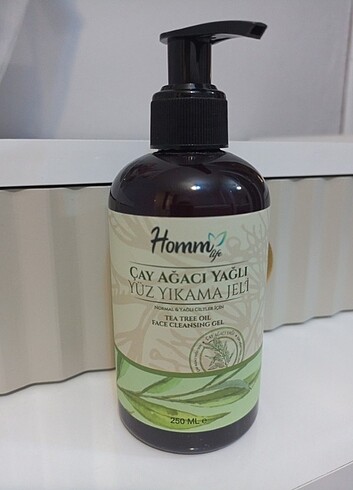 Homm
life
ÇAY AĞACI YAĞLI
YÜZ YIKAMA JELİ
NORMAL & YAĞLI CİLTLER İÇİN
TEA TREE OIL
FACE CLEANSING GEL
250 ML e